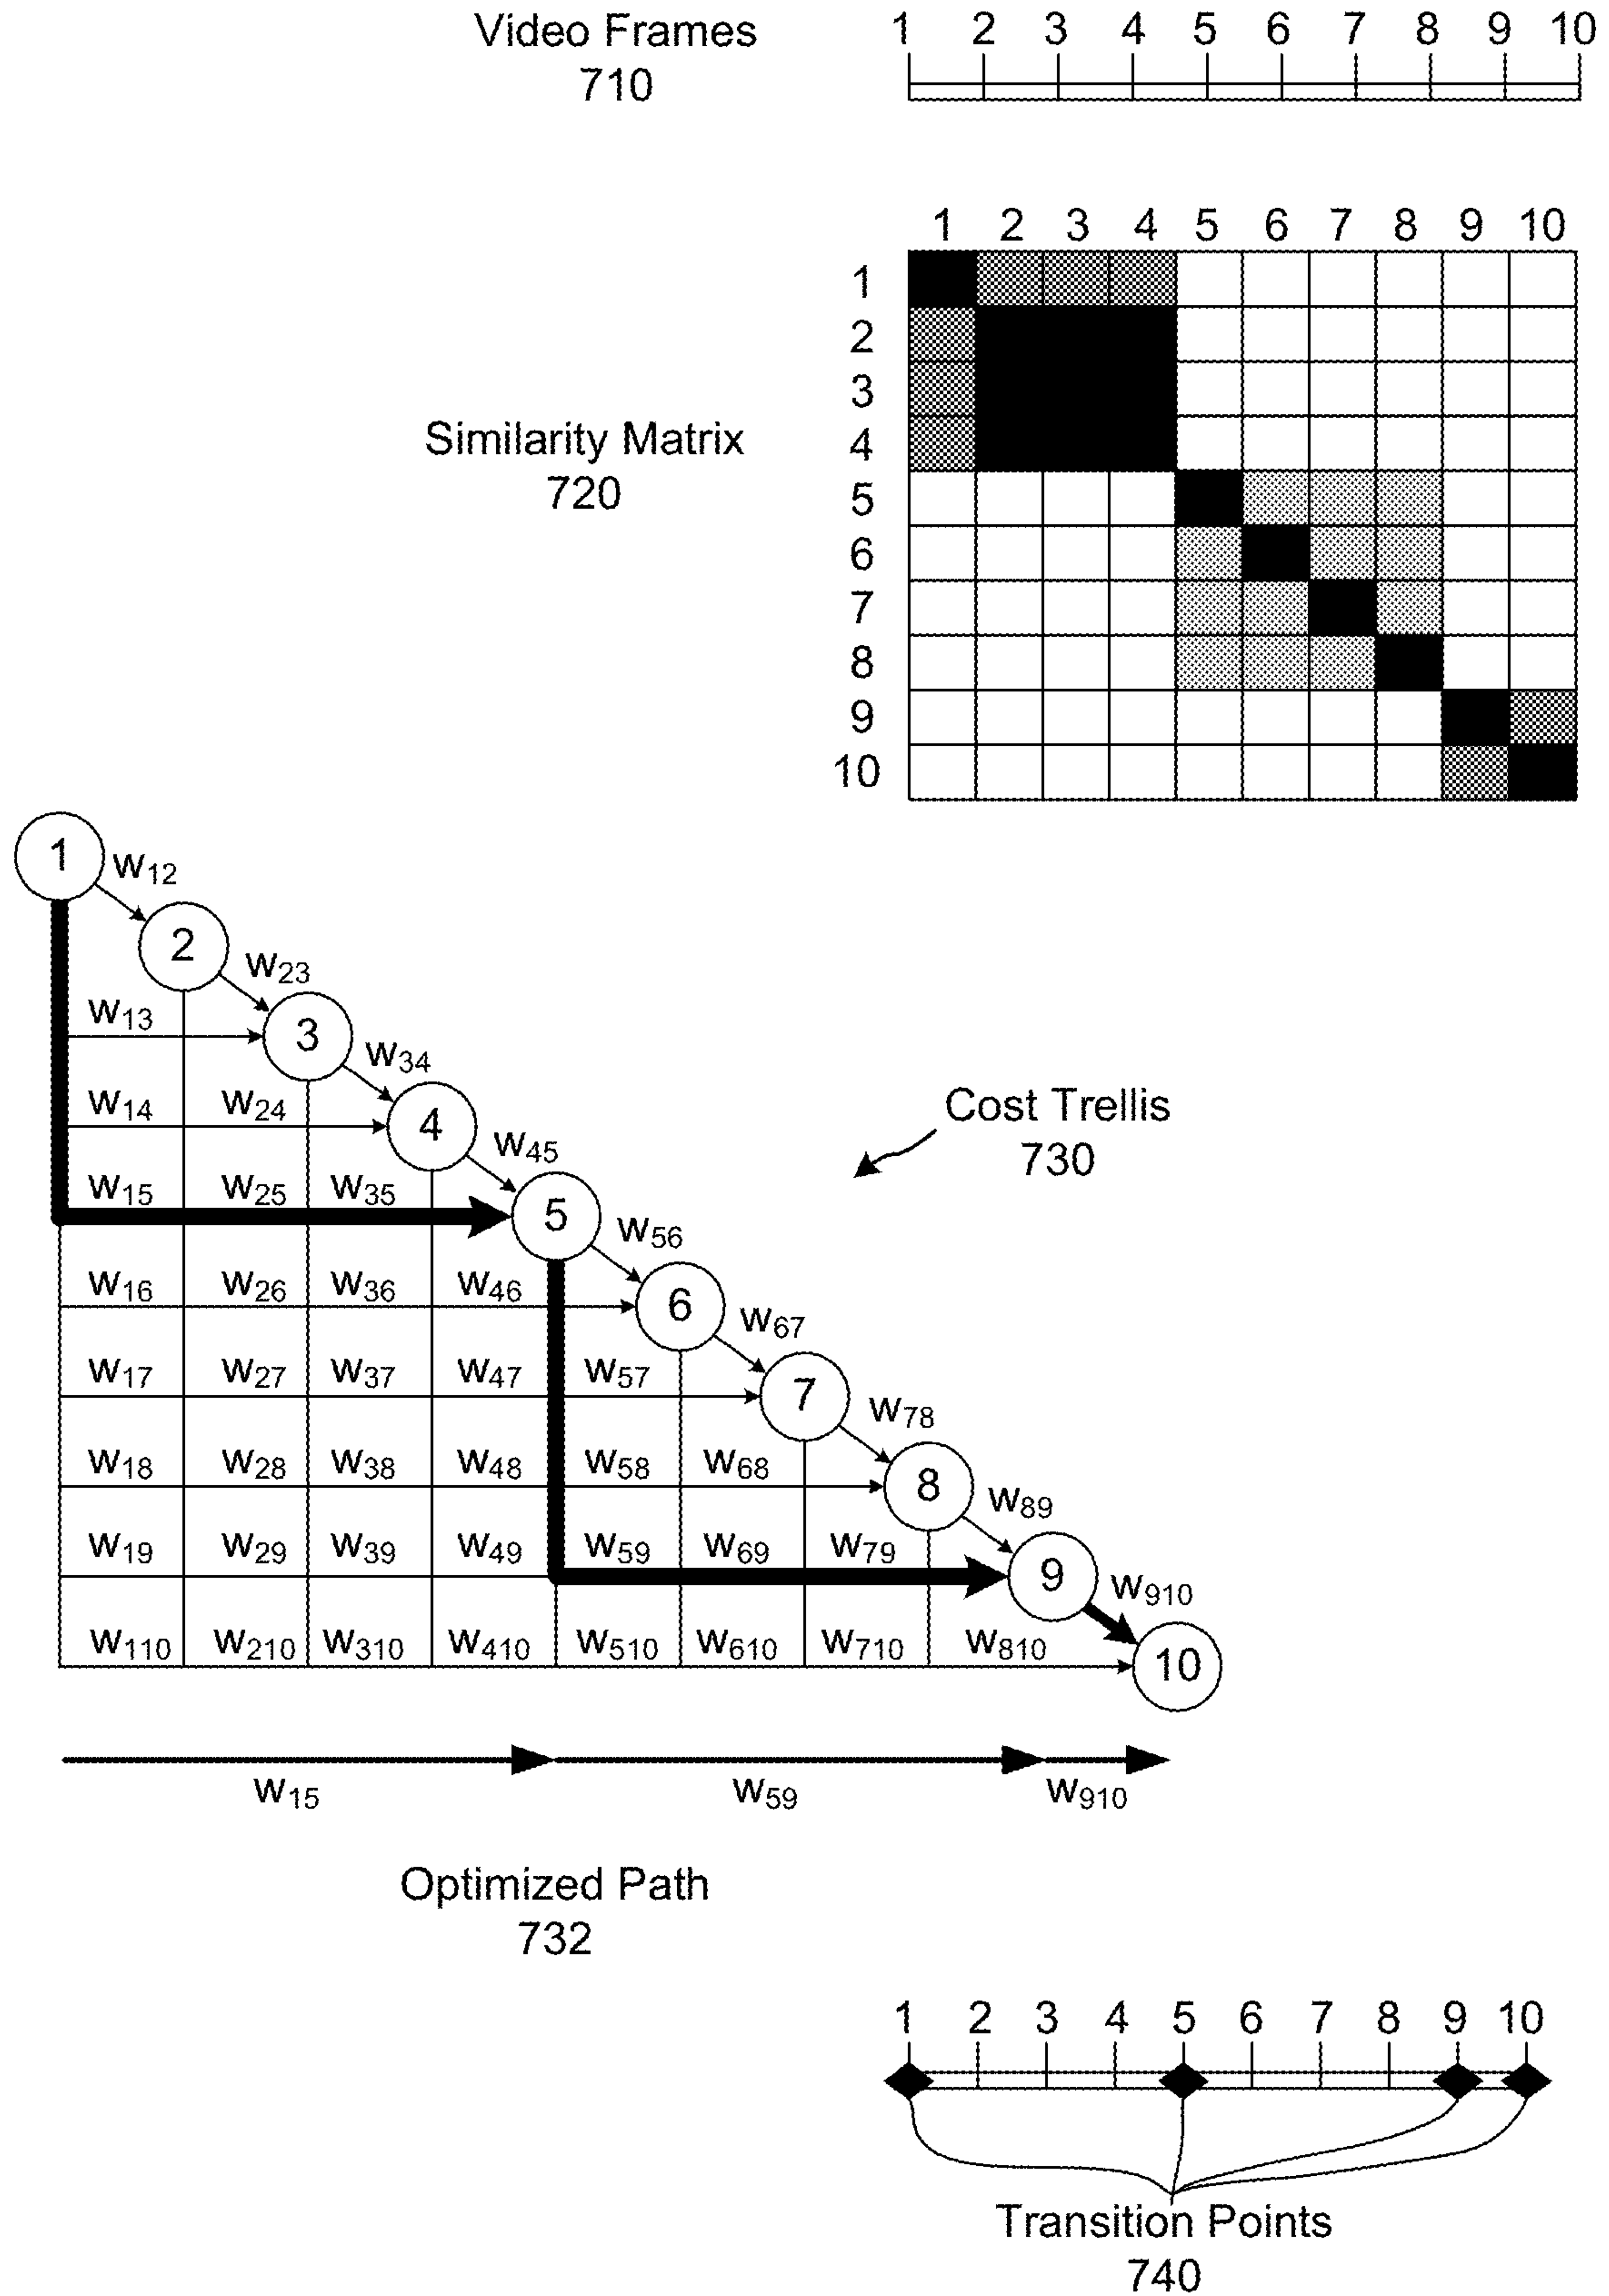 Video Frames
710
1 2 3 4 5 6 7 8 9 10
1 2 3 4 5 6 7 8 9 10
1
2
3
4
5
6
7
8
9
10
Similarity Matrix
720
1
w12
2
w23
w13
3
w34
w14 w24
4
w45
w15 w25 w35
5
w56
w16 w26 w36 w46
6
w67
w17 w27 w37 w47 w57
7
w78
w18 w28 w38 w48 w58 w68
8
w89
w19 w29 w39 w49 w59 w69 w79
9
w910
w110 w210 w310 w410 w510 w610 w710 w810
10
Cost Trellis
730
w15 w59 w910
Optimized Path
732
1 2 3 4 5 6 7 8 9 10
Transition Points
740